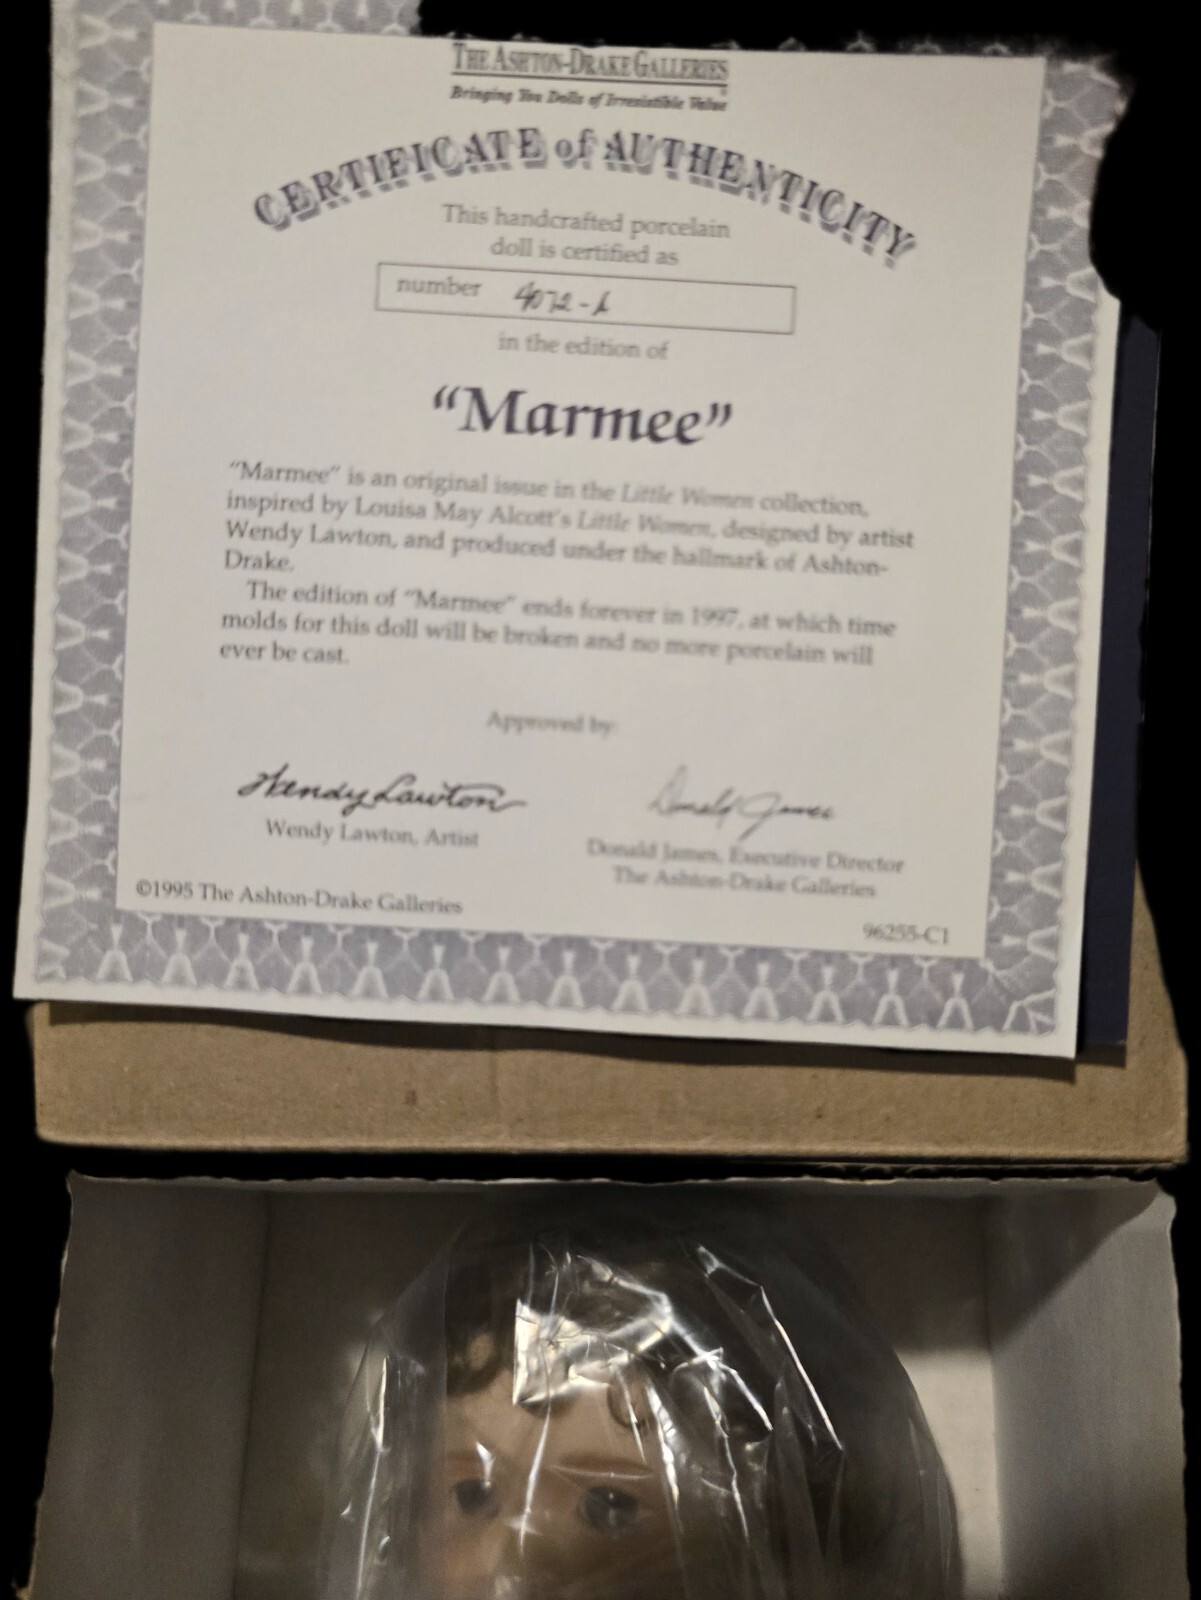 THE ASHTON-DRAKE GALLERIES
Bringing You Dolls of Irresistible Value
CERTIFICATE of AUTHENTICITY
This handcrafted porcelain
doll is certified as
number 4072-A
in the edition of
“Marmee”
“Marmee” is an original issue in the Little Women collection,
inspired by Louisa May Alcott's Little Women, designed by artist
Wendy Lawton, and produced under the hallmark of Ashton-
Drake.
The edition of “Marmee” ends forever in 1997, at which time
molds for this doll will be broken and no more porcelain will
ever be cast.
Approved by:
Wendy Lawton Donald James
Wendy Lawton, Artist
Donald James, Executive Director
The Ashton-Drake Galleries
©1995 The Ashton-Drake Galleries
96255-C1